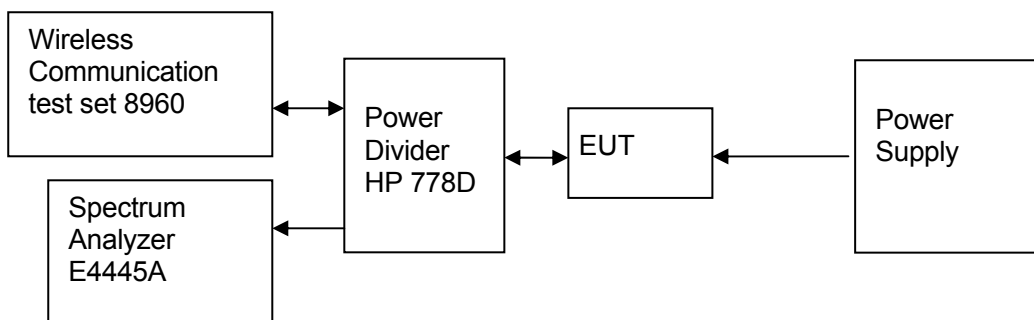 Wireless
Communication
test set 8960
Power
Divider
HP 778D
EUT
Power
Supply
Spectrum
Analyzer
E4445A